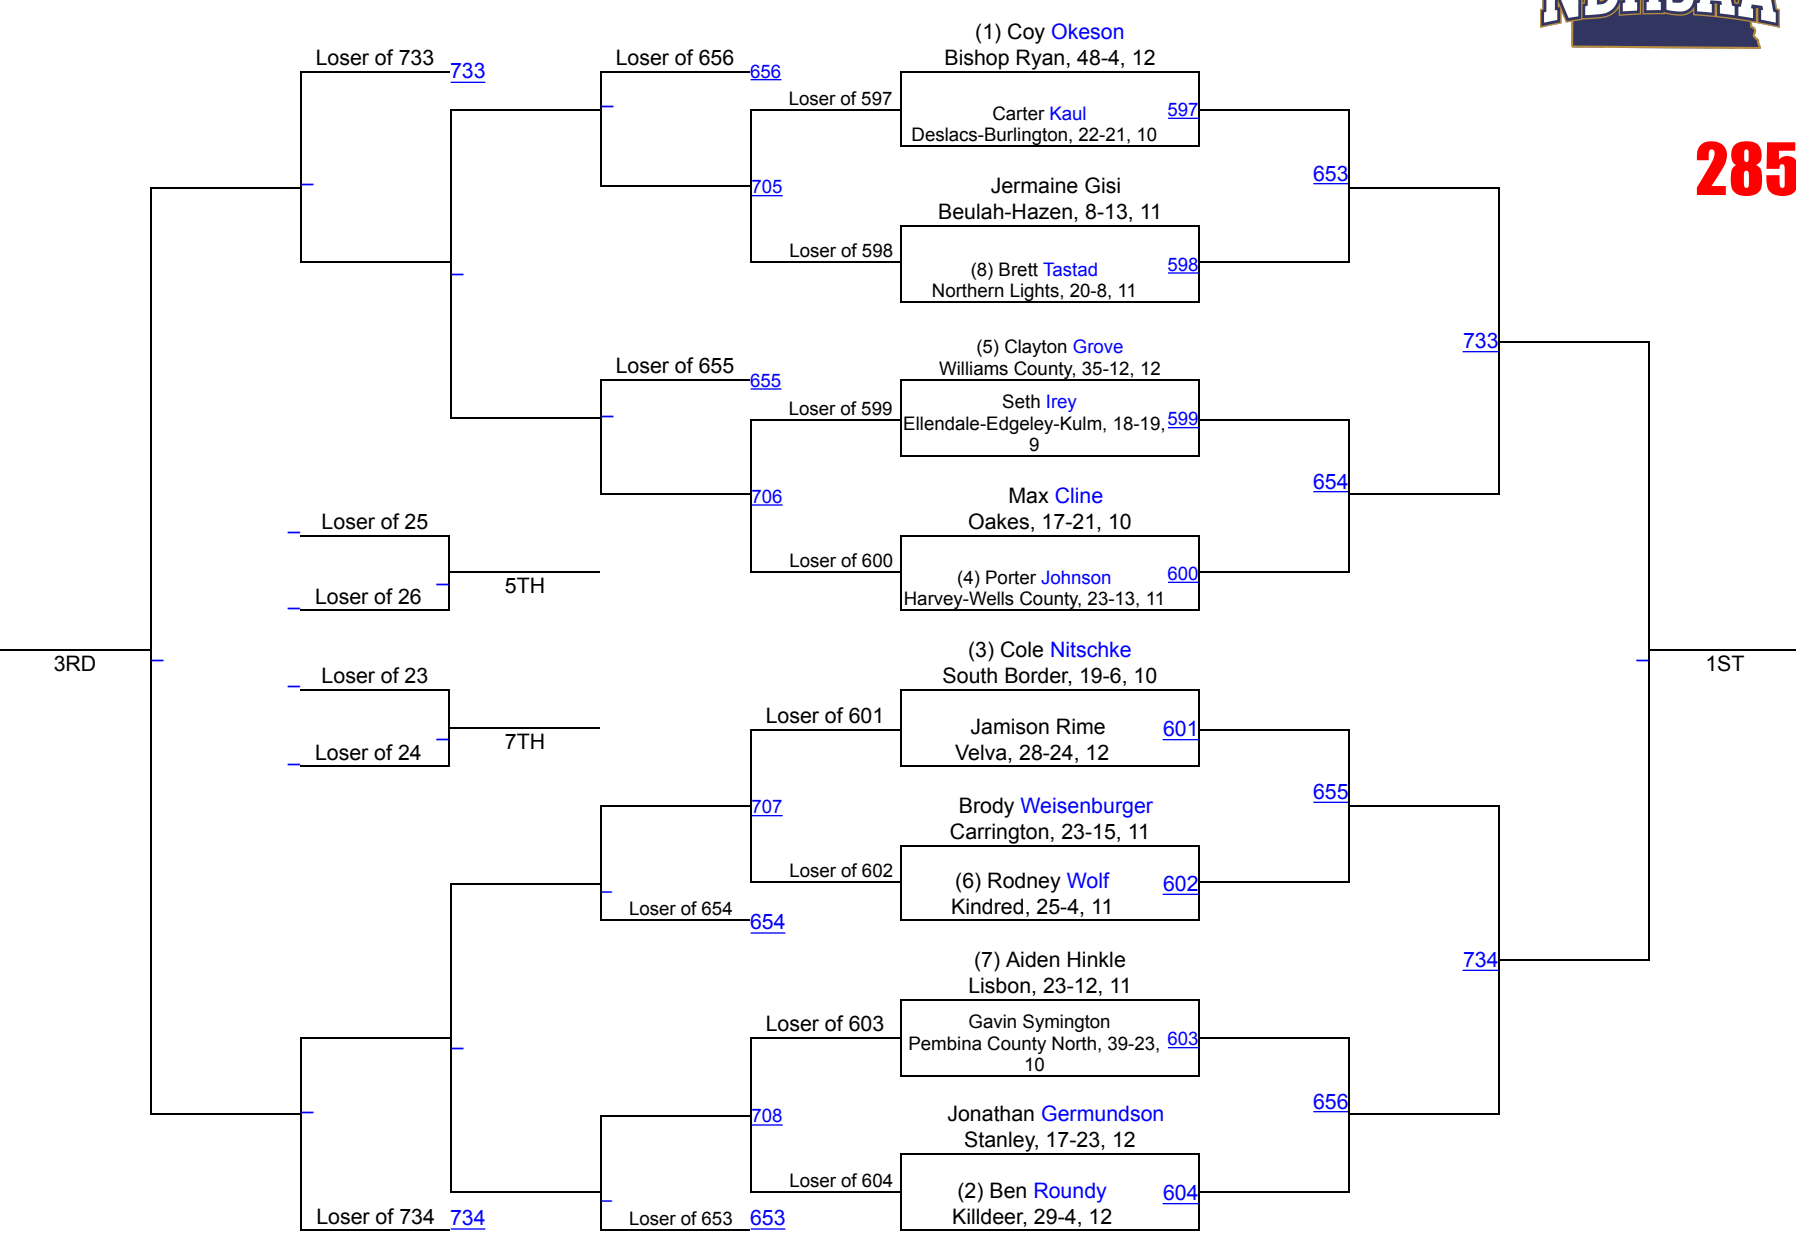 NDHSAA
285
(1) Coy Okeson
Bishop Ryan, 48-4, 12
Carter Kaul
Deslacs-Burlington, 22-21, 10
597
Jermaine Gisi
Beulah-Hazen, 8-13, 11
(8) Brett Tastad
Northern Lights, 20-8, 11
598
(5) Clayton Grove
Williams County, 35-12, 12
Seth Irey
Ellendale-Edgeley-Kulm, 18-19,
9
599
Max Cline
Oakes, 17-21, 10
(4) Porter Johnson
Harvey-Wells County, 23-13, 11
600
(3) Cole Nitschke
South Border, 19-6, 10
Jamison Rime
Velva, 28-24, 12
601
Brody Weisenburger
Carrington, 23-15, 11
(6) Rodney Wolf
Kindred, 25-4, 11
602
(7) Aiden Hinkle
Lisbon, 23-12, 11
Gavin Symington
Pembina County North, 39-23,
10
603
Jonathan Germundson
Stanley, 17-23, 12
(2) Ben Roundy
Killdeer, 29-4, 12
604
653
654
655
656
733
734
1ST
Loser of 597
Loser of 598
705
Loser of 599
Loser of 600
706
Loser of 601
Loser of 602
707
Loser of 603
Loser of 604
708
Loser of 656 656
Loser of 655 655
Loser of 654 654
Loser of 653 653
Loser of 733 733
Loser of 734 734
Loser of 25
Loser of 26
5TH
Loser of 23
Loser of 24
7TH
3RD